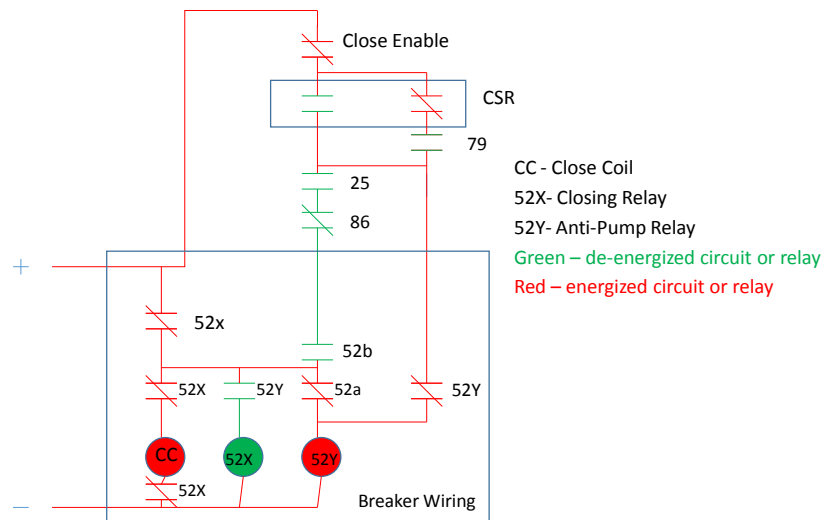 Close Enable
CSR
79
25
86
CC - Close Coil
52X- Closing Relay
52Y- Anti-Pump Relay
Green – de-energized circuit or relay
Red – energized circuit or relay
+
52x
52b
52X
52Y
52a
52Y
CC
52X
52Y
52X
Breaker Wiring
−